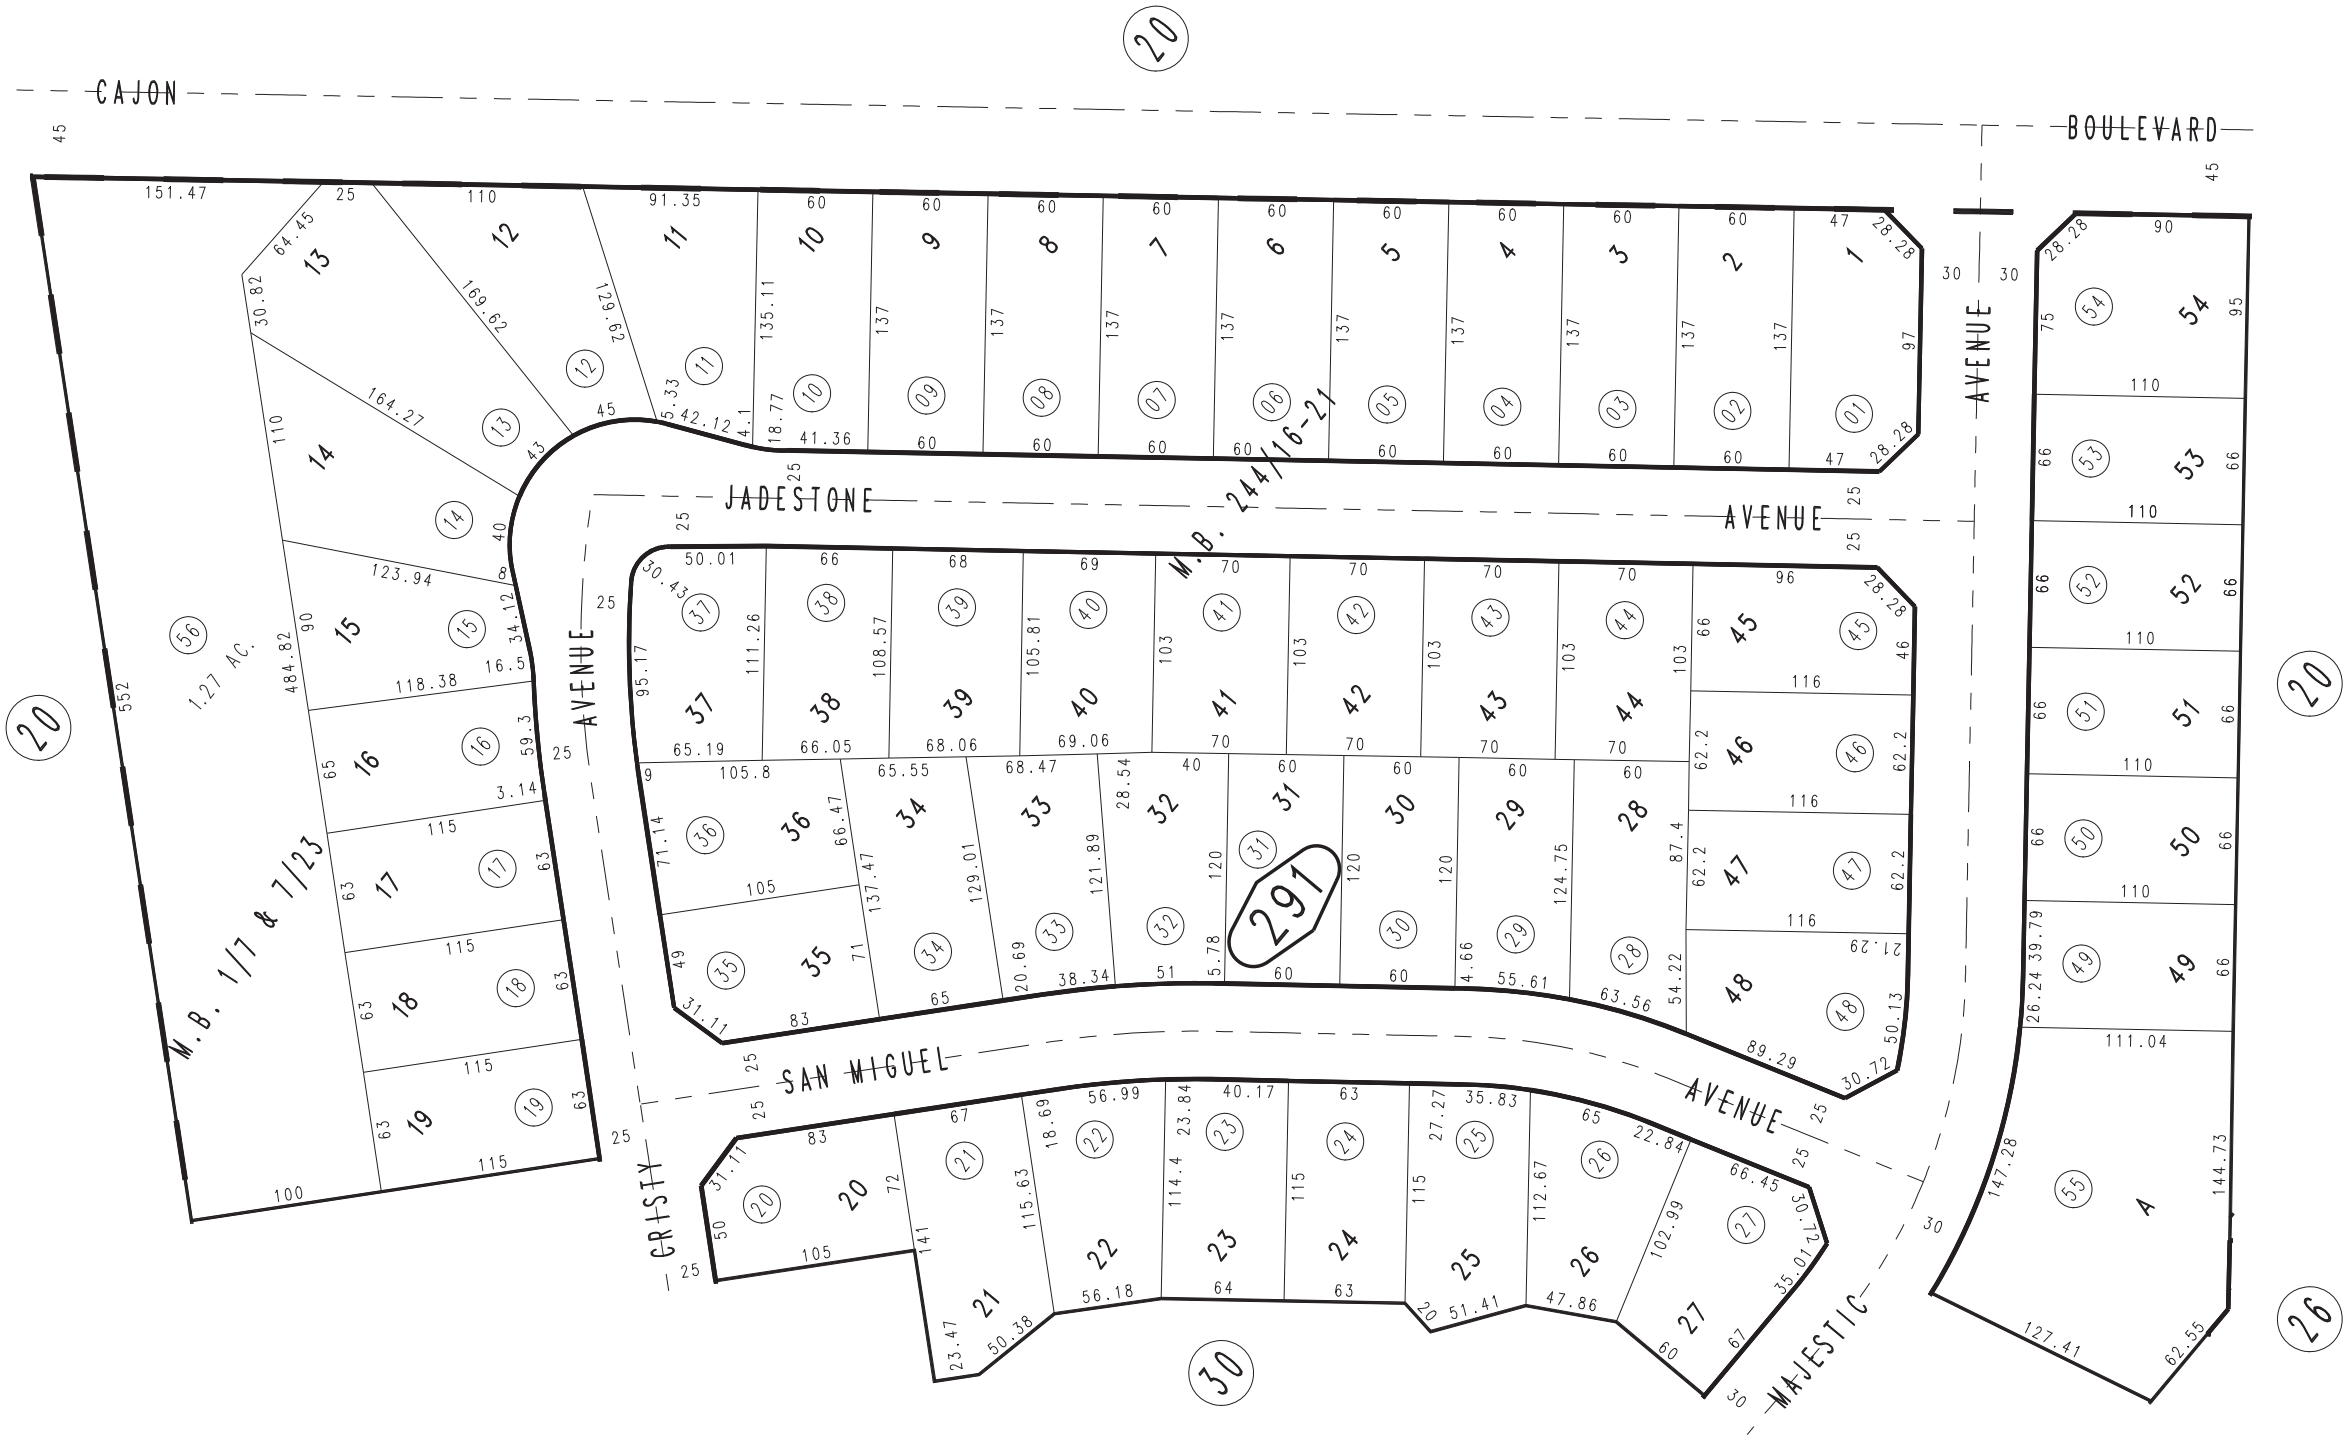 20
CAJON BOULEVARD
45 45
151.47 25 110 91.35 60 60 60 60 60 60 60 60 60 47 28.28 28.28 90
64.45 13 12 11 10 9 8 7 6 5 4 3 2 1 30 30
30.82 169.62 129.62 135.11 137 137 137 137 137 137 137 137 137 97 AVENUE 75 54 54 95
110
12 11 10 09 08 07 06 05 04 03 02 01
164.27 13 45 5.33 42.12 4.1 18.77 41.36 60 60 60 60 60 60 60 60 47 28.28
110 14 43 66 53 53 66
M.B. 244/16-21
25 JADESTONE AVENUE 25
14 40 25 25 110
123.94 8 50.01 66 68 69 70 70 70 70 96 28.28
30.43 37 38 39 40 41 42 43 44 66 45 45 46 66 52 52 66
25
56
1.27 AC.
90 15 15 34.12 AVENUE 95.17 111.26 108.57 105.81 103 103 103 103 103 110
484.82 16.5 118.38 116
552 37 38 39 40 41 42 43 44 66 51 51 66
20 20
65 16 16 59.3 25 65.19 66.05 68.06 69.06 70 70 70 70 62.2 46 46 62.2 110
3.14 9 105.8 65.55 68.47 28.54 40 60 60 60 60 116
115 36 36 66.47 34 33 32 31 30 29 28 66 50 50 66
M.B. 1/7 & 7/23
63 17 17 63 71.14 137.47 129.01 121.89 120 31 120 120 124.75 87.4 62.2 47 47 62.2
291
105 110
115 116
63 18 18 63 49 35 35 71 34 20.69 33 32 5.78 30 4.66 29 28 54.22 48 48 21.29 39.79 26.24 49 49 66
31.11 83 65 38.34 51 60 60 55.61 63.56 50.13
115 111.04
63 19 19 63 25 SAN MIGUEL AVENUE 89.29 30.72
115 25 25 25 25
100
83 67 18.69 56.99 23.84 40.17 63 27.27 35.83 65 22.84 66.45
31.11 20 20 72 21 22 23 24 25 26 27 30.72 147.28 55 A 144.73
50 CRISTY 25 105 141 115.63 114.4 115 115 112.67 102.99 35.01 30
21 22 23 24 25 26 27
23.47 50.38 56.18 64 63 20 51.41 47.86 60 67 30 MAJESTIC 127.41 62.55
30
26